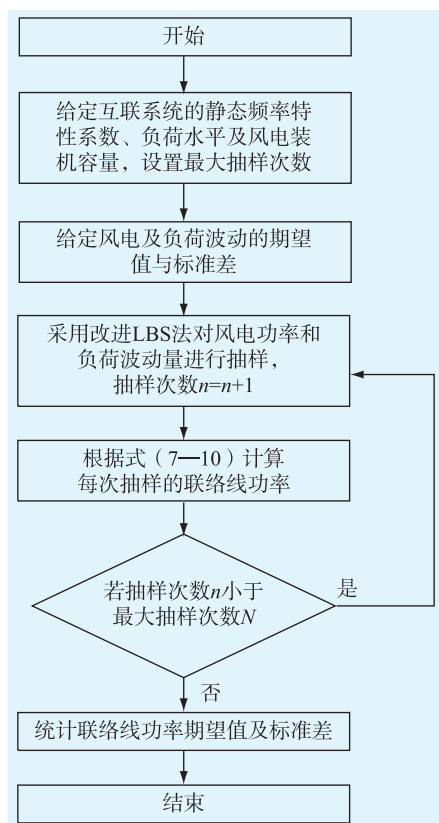 开始
给定互联系统的静态频率特
性系数、负荷水平及风电装
机容量，设置最大抽样次数
给定风电及负荷波动的期望
值与标准差
采用改进LBS法对风电功率和
负荷波动量进行抽样，
抽样次数n=n+1
根据式（7—10）计算
每次抽样的联络线功率
若抽样次数n小于
最大抽样次数N
是
否
统计联络线功率期望值及标准差
结束